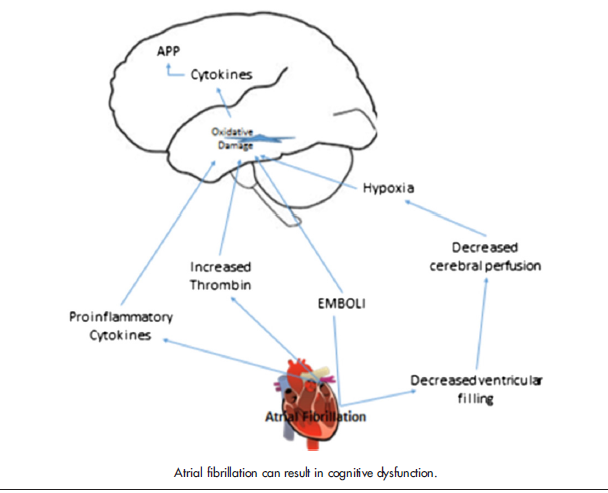 APP
Cytokines
Oxidative
Damage
Hypoxia
Decreased
cerebral perfusion
Increased
Thrombin
EMBOLI
Proinflammatory
Cytokines
Decreased ventricular
filling
Atrial Fibrillation
Atrial fibrillation can result in cognitive dysfunction.